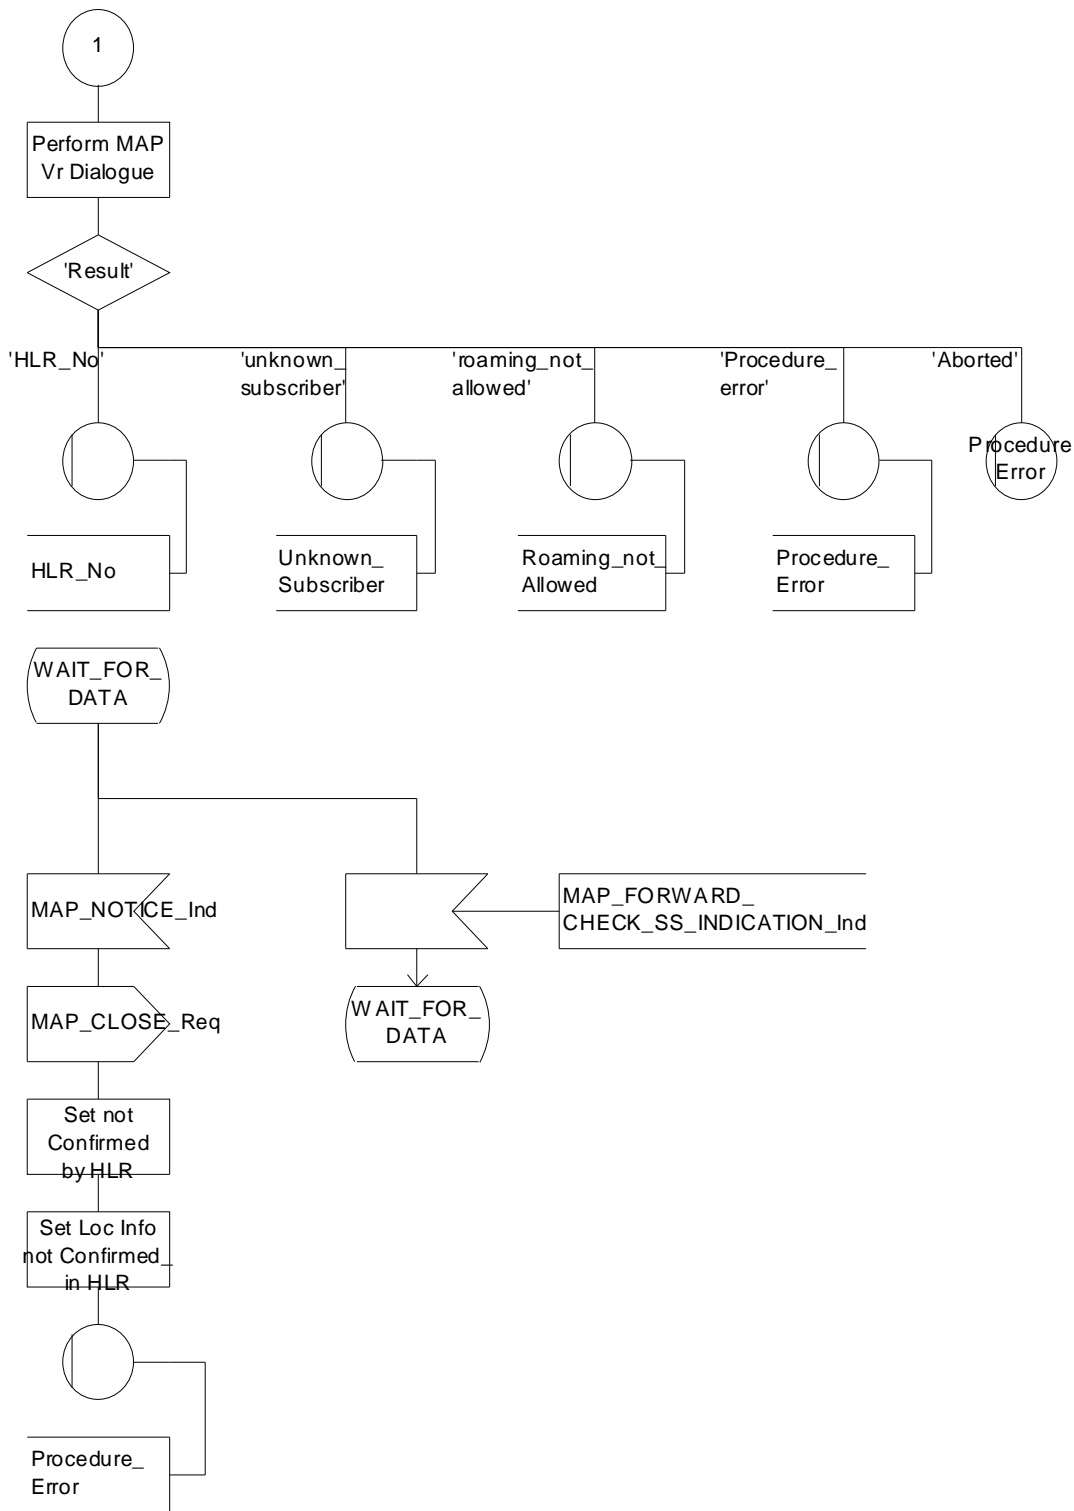 1
Perform MAP
Vr Dialogue
'Result'
'HLR_No'
'unknown_
subscriber'
'roaming_not_
allowed'
'Procedure_
error'
'Aborted'
Procedure
Error
HLR_No
Unknown_
Subscriber
Roaming_not_
Allowed
Procedure_
Error
WAIT_FOR_
DATA
MAP_NOTICE_Ind
MAP_FORWARD_
CHECK_SS_INDICATION_Ind
MAP_CLOSE_Req
WAIT_FOR_
DATA
Set not
Confirmed
by HLR
Set Loc Info
not Confirmed_
in HLR
Procedure_
Error